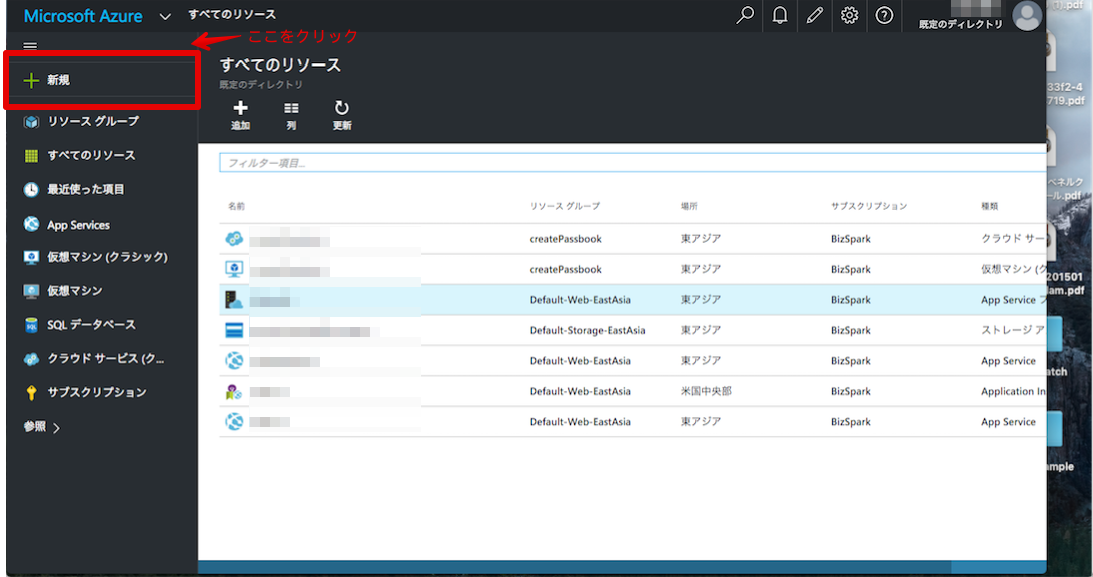 Microsoft Azure すべてのリソース
既定のディレクトリ
ここをクリック
新規
リソース グループ
すべてのリソース
最近使った項目
App Services
仮想マシン (クラシック)
仮想マシン
SQL データベース
クラウド サービス (ク...
サブスクリプション
参照
すべてのリソース
既定のディレクトリ
追加 列 更新
フィルター項目...
名前 リソース グループ 場所 サブスクリプション 種類
createPassbook 東アジア BizSpark クラウド サー
createPassbook 東アジア BizSpark 仮想マシン (ク
Default-Web-EastAsia 東アジア BizSpark App Service プ
Default-Storage-EastAsia 東アジア BizSpark ストレージ ア
Default-Web-EastAsia 東アジア BizSpark App Service
Default-Web-EastAsia 米国中央部 BizSpark Application In
Default-Web-EastAsia 東アジア BizSpark App Service
33f2-4
719.pdf
ベネルク
ール.pdf
201501
lam.pdf
atch
ample